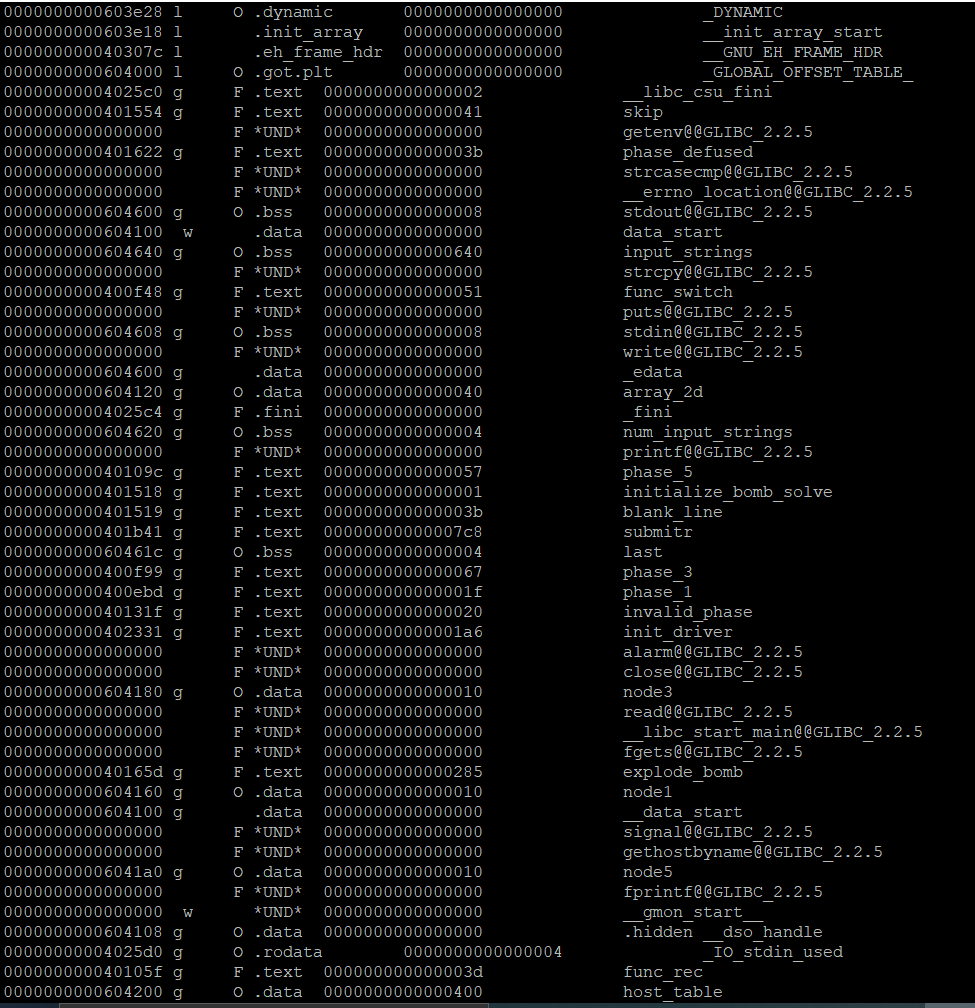 0000000000603e28 l     O .dynamic       0000000000000000              _DYNAMIC
0000000000603e18 l       .init_array    0000000000000000              __init_array_start
000000000040307c l       .eh_frame_hdr  0000000000000000              __GNU_EH_FRAME_HDR
0000000000604000 l     O .got.plt       0000000000000000              _GLOBAL_OFFSET_TABLE_
00000000004025c0 g     F .text  0000000000000002              __libc_csu_fini
0000000000401554 g     F .text  0000000000000041              skip
0000000000000000       F *UND*  0000000000000000              getenv@@GLIBC_2.2.5
0000000000401622 g     F .text  000000000000003b              phase_defused
0000000000000000       F *UND*  0000000000000000              strcasecmp@@GLIBC_2.2.5
0000000000000000       F *UND*  0000000000000000              __errno_location@@GLIBC_2.2.5
0000000000604600 g     O .bss   0000000000000008              stdout@@GLIBC_2.2.5
0000000000604100  w      .data  0000000000000000              data_start
0000000000604640 g     O .bss   0000000000000640              input_strings
0000000000000000       F *UND*  0000000000000000              strcpy@@GLIBC_2.2.5
0000000000400f48 g     F .text  0000000000000051              func_switch
0000000000000000       F *UND*  0000000000000000              puts@@GLIBC_2.2.5
0000000000604608 g     O .bss   0000000000000008              stdin@@GLIBC_2.2.5
0000000000000000       F *UND*  0000000000000000              write@@GLIBC_2.2.5
0000000000604600 g       .data  0000000000000000              _edata
0000000000604120 g     O .data  0000000000000040              array_2d
00000000004025c4 g     F .fini  0000000000000000              _fini
0000000000604620 g     O .bss   0000000000000004              num_input_strings
0000000000000000       F *UND*  0000000000000000              printf@@GLIBC_2.2.5
000000000040109c g     F .text  0000000000000057              phase_5
0000000000401518 g     F .text  0000000000000001              initialize_bomb_solve
0000000000401519 g     F .text  000000000000003b              blank_line
0000000000401b41 g     F .text  00000000000007c8              submitr
000000000060461c g     O .bss   0000000000000004              last
0000000000400f99 g     F .text  0000000000000067              phase_3
0000000000400ebd g     F .text  000000000000001f              phase_1
000000000040131f g     F .text  0000000000000020              invalid_phase
0000000000402331 g     F .text  00000000000001a6              init_driver
0000000000000000       F *UND*  0000000000000000              alarm@@GLIBC_2.2.5
0000000000000000       F *UND*  0000000000000000              close@@GLIBC_2.2.5
0000000000604180 g     O .data  0000000000000010              node3
0000000000000000       F *UND*  0000000000000000              read@@GLIBC_2.2.5
0000000000000000       F *UND*  0000000000000000              __libc_start_main@@GLIBC_2.2.5
0000000000000000       F *UND*  0000000000000000              fgets@@GLIBC_2.2.5
000000000040165d g     F .text  0000000000000285              explode_bomb
0000000000604160 g     O .data  0000000000000010              node1
0000000000604100 g       .data  0000000000000000              __data_start
0000000000000000       F *UND*  0000000000000000              signal@@GLIBC_2.2.5
0000000000000000       F *UND*  0000000000000000              gethostbyname@@GLIBC_2.2.5
00000000006041a0 g     O .data  0000000000000010              node5
0000000000000000       F *UND*  0000000000000000              fprintf@@GLIBC_2.2.5
0000000000000000  w      *UND*  0000000000000000              __gmon_start__
0000000000604108 g     O .data  0000000000000000              .hidden __dso_handle
00000000004025d0 g     O .rodata        0000000000000004              _IO_stdin_used
000000000040105f g     F .text  000000000000003d              func_rec
0000000000604200 g     O .data  0000000000000400              host_table